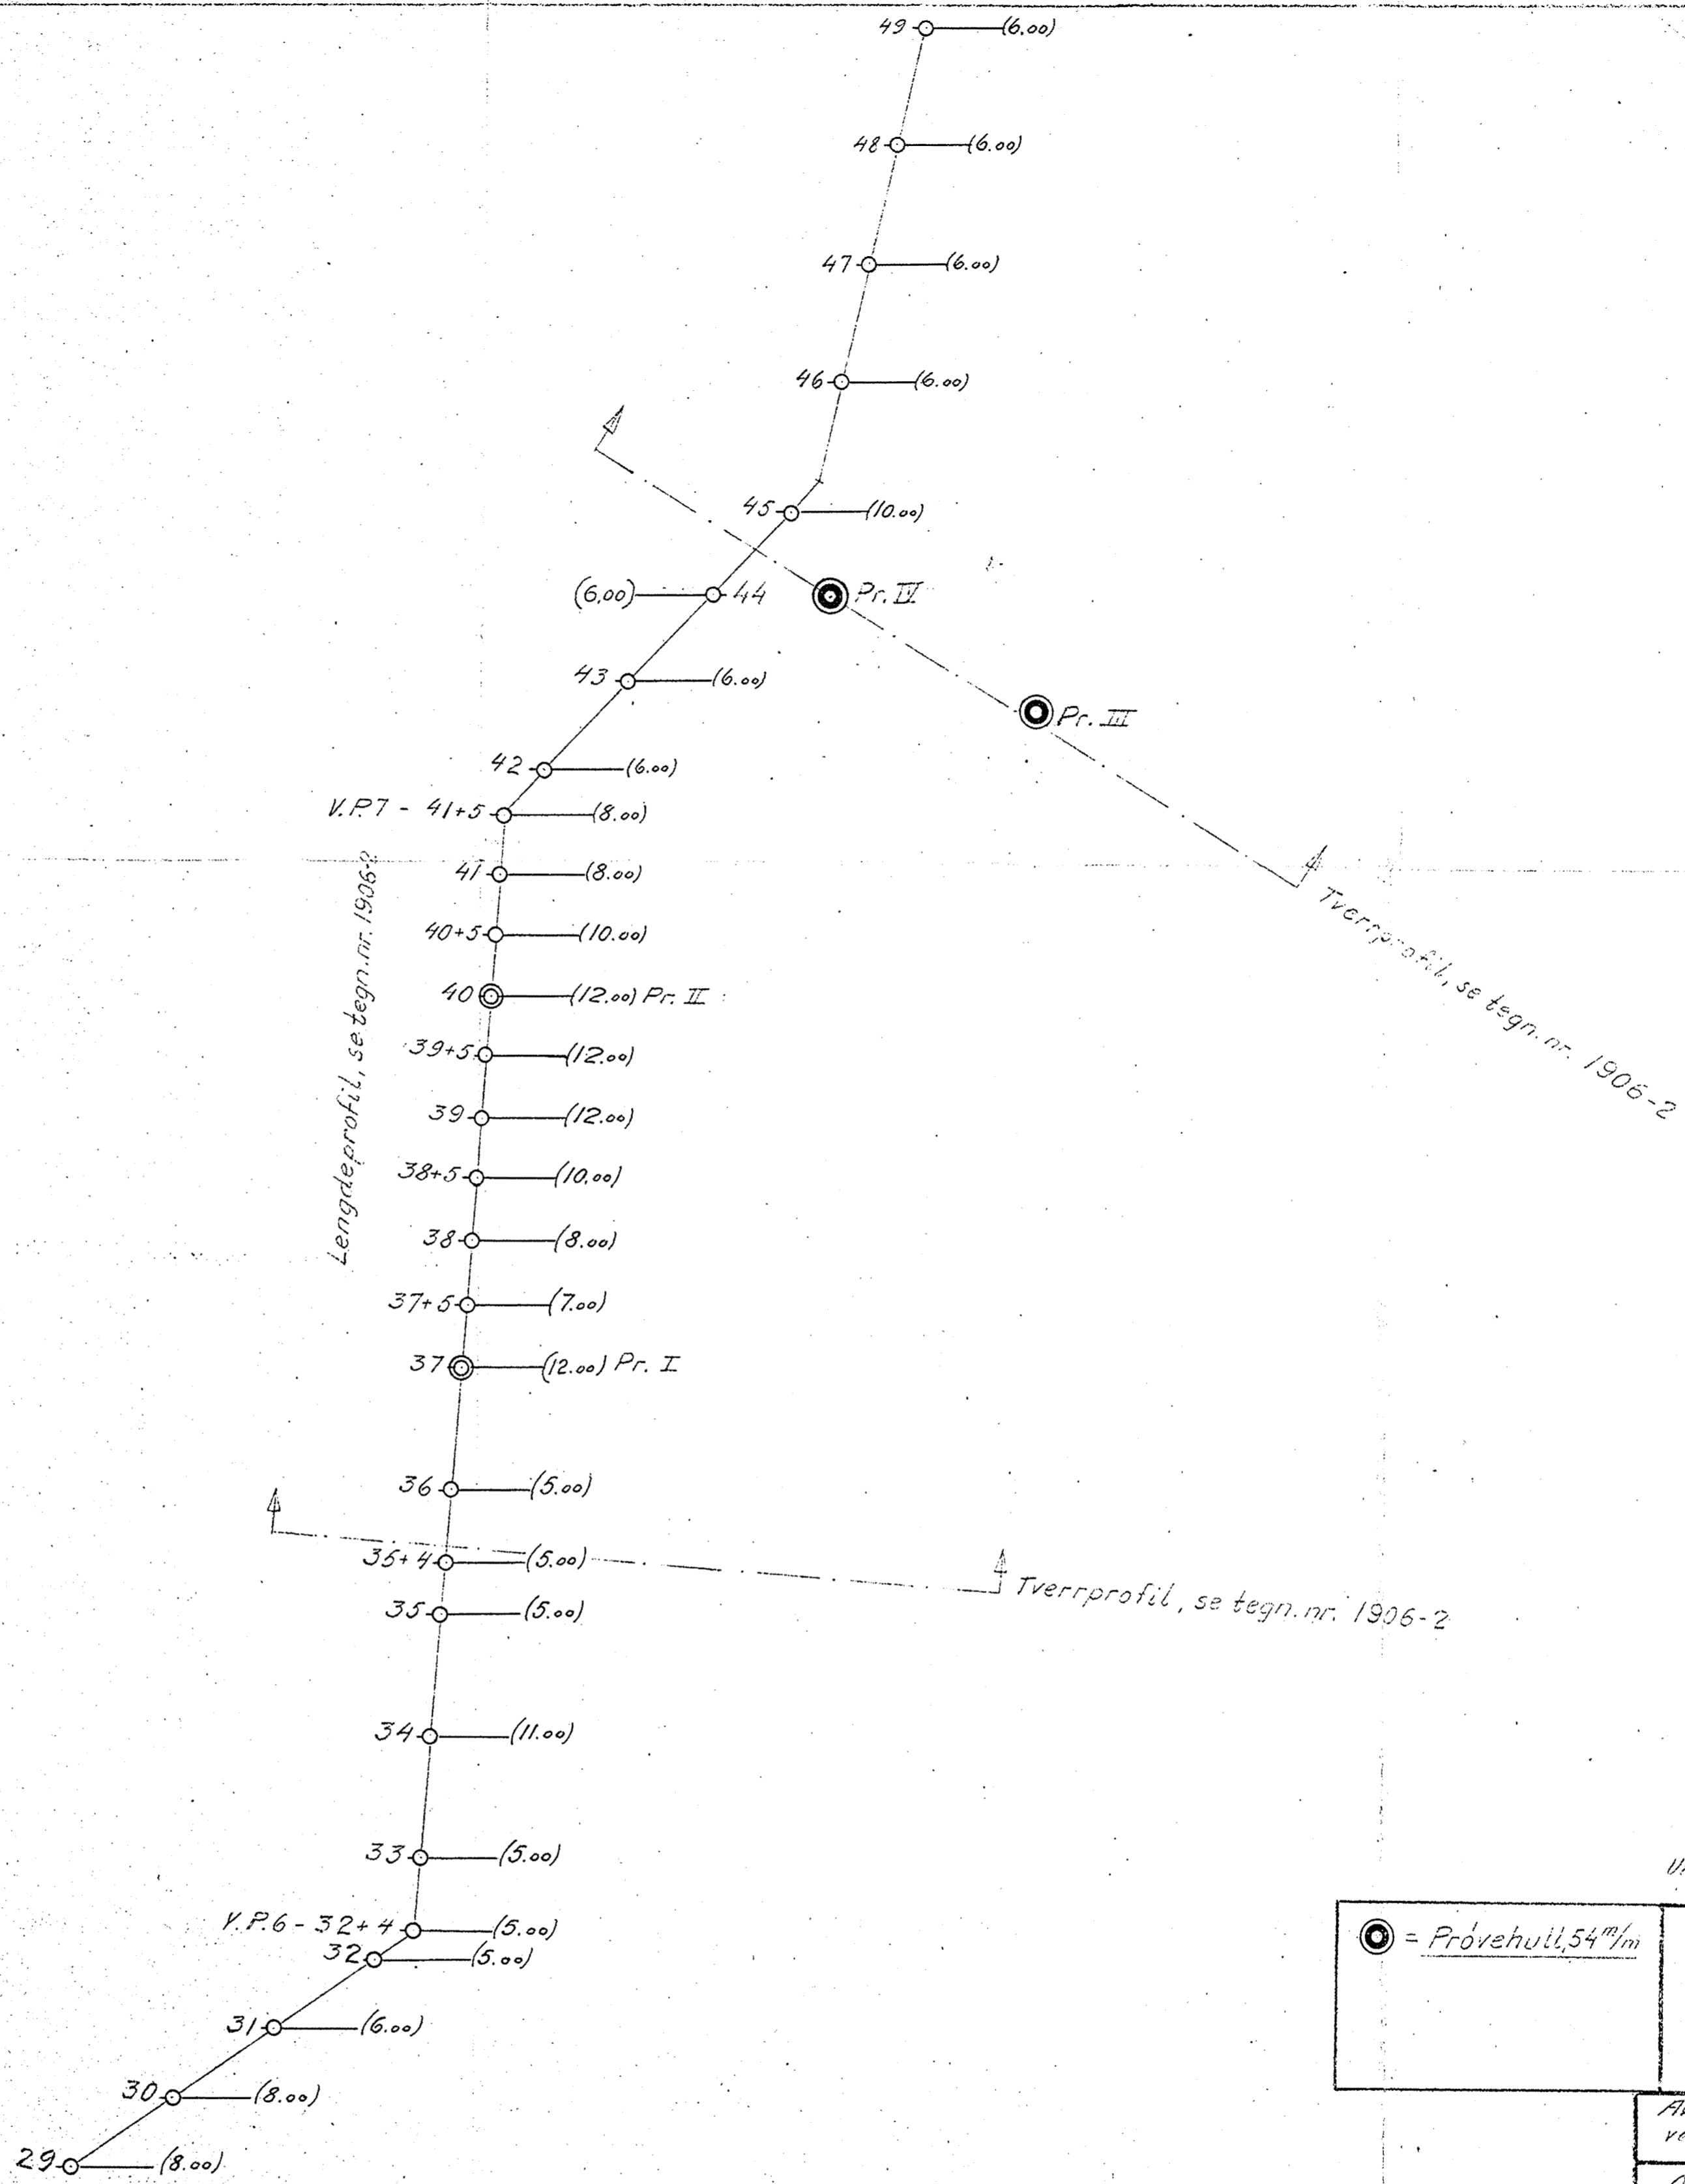 49 (6.00)
48 (6.00)
47 (6.00)
46 (6.00)
45 (10.00)
(6.00) 44
Pr. IV
43 (6.00)
Pr. III
42 (6.00)
V.P.7 - 41+5 (8.00)
41 (8.00)
40+5 (10.00)
40 (12.00) Pr. II
39+5 (12.00)
39 (12.00)
38+5 (10.00)
38 (8.00)
37+5 (7.00)
37 (12.00) Pr. I
Lengdeprofil, se tegn.nr. 1906-2
Tverrprofil, se tegn.nr. 1906-2
36 (5.00)
35+4 (5.00)
Tverrprofil, se tegn.nr. 1906-2
35 (5.00)
34 (11.00)
33 (5.00)
V.P.6 - 32+4 (5.00)
= Prövehull, 54 m/m
32 (5.00)
31 (6.00)
30 (8.00)
29 (8.00)